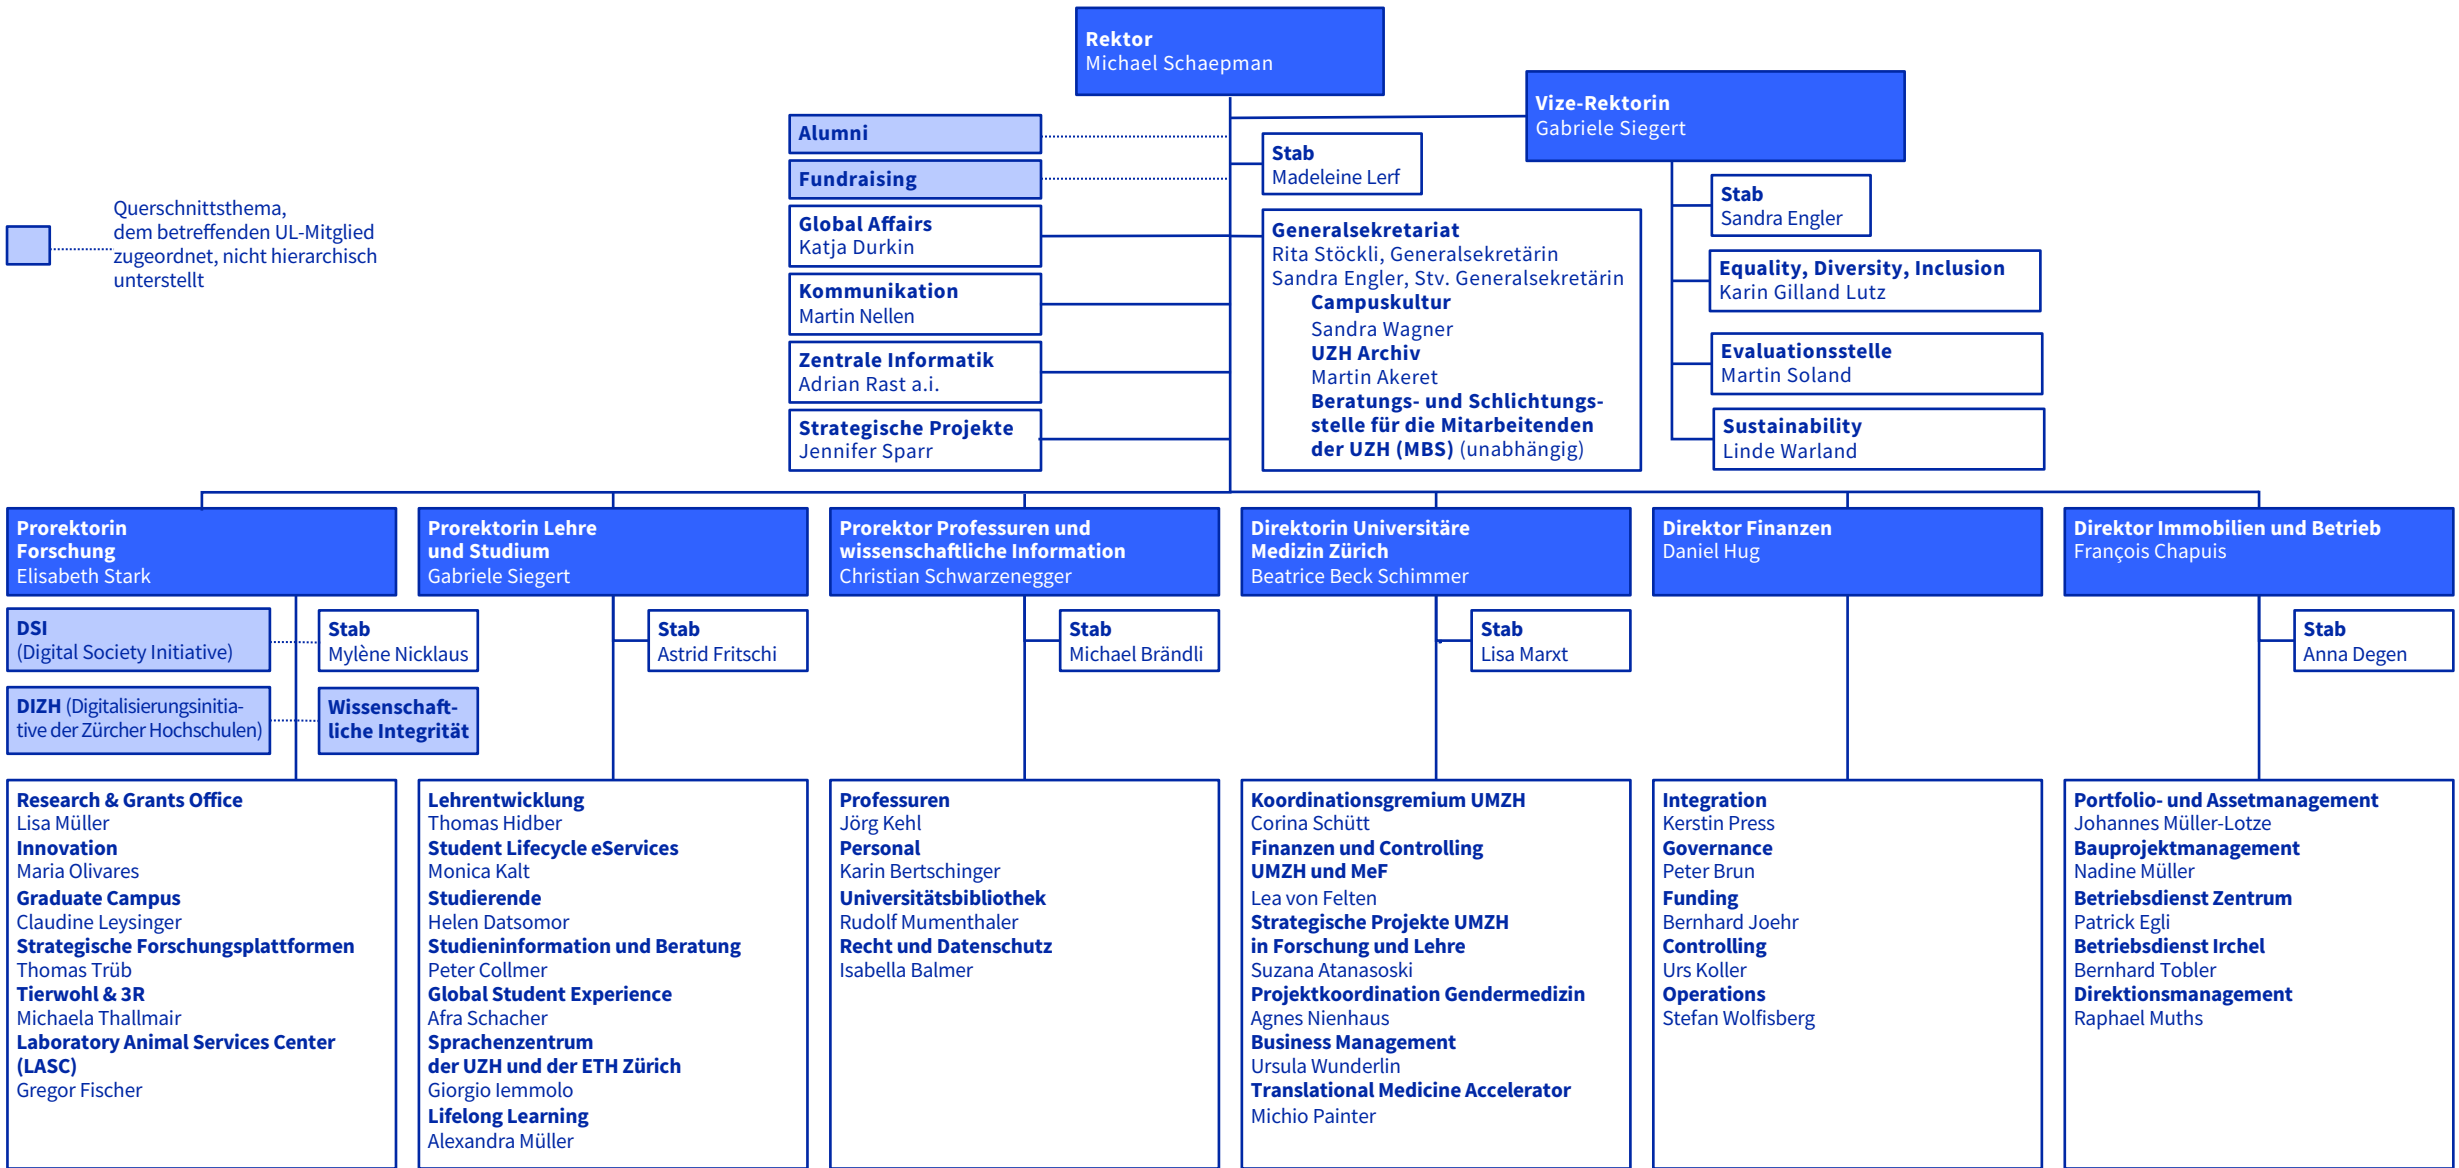 Rektor
Michael Schaepman
Vize-Rektorin
Gabriele Siegert
Alumni
Fundraising
Global Affairs
Katja Durkin
Kommunikation
Martin Nellen
Zentrale Informatik
Adrian Rast a.i.
Strategische Projekte
Jennifer Sparr
Stab
Madeleine Lerf
Generalsekretariat
Rita Stöckli, Generalsekretärin
Sandra Engler, Stv. Generalsekretärin
Campuskultur
Sandra Wagner
UZH Archiv
Martin Akeret
Beratungs- und Schlichtungs-
stelle für die Mitarbeitenden
der UZH (MBS) (unabhängig)
Stab
Sandra Engler
Equality, Diversity, Inclusion
Karin Gilland Lutz
Evaluationsstelle
Martin Soland
Sustainability
Linde Warland
Querschnittsthema,
dem betreffenden UL-Mitglied
zugeordnet, nicht hierarchisch
unterstellt
Prorektorin
Forschung
Elisabeth Stark
DSI
(Digital Society Initiative)
Stab
Mylène Nicklaus
DIZH (Digitalisierungsinitia-
tive der Zürcher Hochschulen)
Wissenschaft-
liche Integrität
Research & Grants Office
Lisa Müller
Innovation
Maria Olivares
Graduate Campus
Claudine Leysinger
Strategische Forschungsplattformen
Thomas Trüb
Tierwohl & 3R
Michaela Thallmair
Laboratory Animal Services Center
(LASC)
Gregor Fischer
Prorektorin Lehre
und Studium
Gabriele Siegert
Stab
Astrid Fritschi
Lehrentwicklung
Thomas Hidber
Student Lifecycle eServices
Monica Kalt
Studierende
Helen Datsomor
Studieninformation und Beratung
Peter Collmer
Global Student Experience
Afra Schacher
Sprachenzentrum
der UZH und der ETH Zürich
Giorgio Iemmolo
Lifelong Learning
Alexandra Müller
Prorektor Professuren und
wissenschaftliche Information
Christian Schwarzenegger
Stab
Michael Brändli
Professuren
Jörg Kehl
Personal
Karin Bertschinger
Universitätsbibliothek
Rudolf Mumenthaler
Recht und Datenschutz
Isabella Balmer
Direktorin Universitäre
Medizin Zürich
Beatrice Beck Schimmer
Stab
Lisa Marxt
Koordinationsgremium UMZH
Corina Schütt
Finanzen und Controlling
UMZH und MeF
Lea von Felten
Strategische Projekte UMZH
in Forschung und Lehre
Suzana Atanasoski
Projektkoordination Gendermedizin
Agnes Nienhaus
Business Management
Ursula Wunderlin
Translational Medicine Accelerator
Michio Painter
Direktor Finanzen
Daniel Hug
Integration
Kerstin Press
Governance
Peter Brun
Funding
Bernhard Joehr
Controlling
Urs Koller
Operations
Stefan Wolfisberg
Direktor Immobilien und Betrieb
François Chapuis
Stab
Anna Degen
Portfolio- und Assetmanagement
Johannes Müller-Lotze
Bauprojektmanagement
Nadine Müller
Betriebsdienst Zentrum
Patrick Egli
Betriebsdienst Irchel
Bernhard Tobler
Direktionsmanagement
Raphael Muths